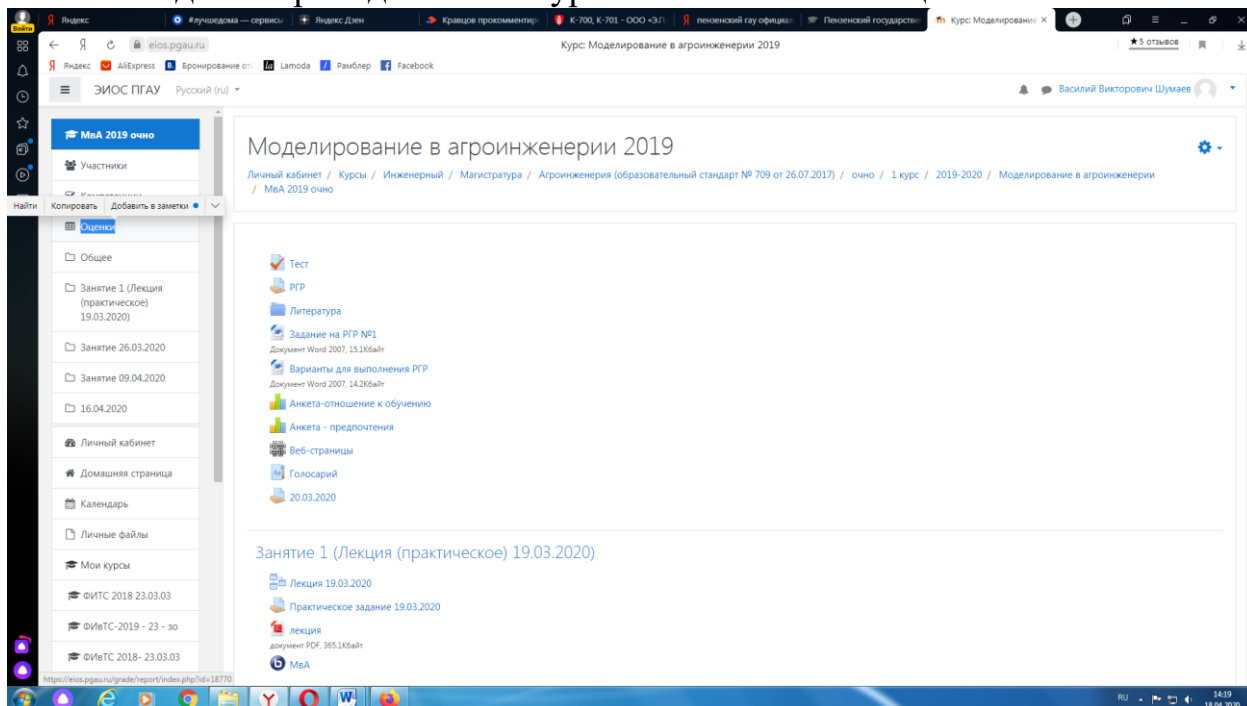 Войти
Яндекс
#лучшедома — сервисы
Яндекс Дзен
Кравцов прокомментир
К-700, К-701 - ООО «ЭЛ
пензенский гау официал
Пензенский государстве
Курс: Моделирование
eios.pgau.ru
Курс: Моделирование в агроинженерии 2019
★5 отзывов
Яндекс AliExpress Бронирование от Lamoda Рамблер Facebook
ЭИОС ПГАУ Русский (ru)
Василий Викторович Шумаев
МвА 2019 очно
Участники
Найти Копировать Добавить в заметки
Оценки
Общее
Занятие 1 (Лекция
(практическое)
19.03.2020)
Занятие 26.03.2020
Занятие 09.04.2020
16.04.2020
Личный кабинет
Домашняя страница
Календарь
Личные файлы
Мои курсы
ФИТС 2018 23.03.03
ФИвТС-2019 - 23 - зо
ФИвТС 2018- 23.03.03
Моделирование в агроинженерии 2019
Личный кабинет / Курсы / Инженерный / Магистратура / Агроинженерия (образовательный стандарт № 709 от 26.07.2017) / очно / 1 курс / 2019-2020 / Моделирование в агроинженерии
/ МвА 2019 очно
Тест
РГР
Литература
Задание на РГР №1
Документ Word 2007, 15.1Кбайт
Варианты для выполнения РГР
Документ Word 2007, 14.2Кбайт
Анкета-отношение к обучению
Анкета - предпочтения
Веб-страницы
Голосарий
20.03.2020
Занятие 1 (Лекция (практическое) 19.03.2020)
Лекция 19.03.2020
Практическое задание 19.03.2020
лекция
документ PDF, 365.1Кбайт
МвА
https://eios.pgau.ru/grade/report/index.php?id=18770
RU
14:19
18.04.2020